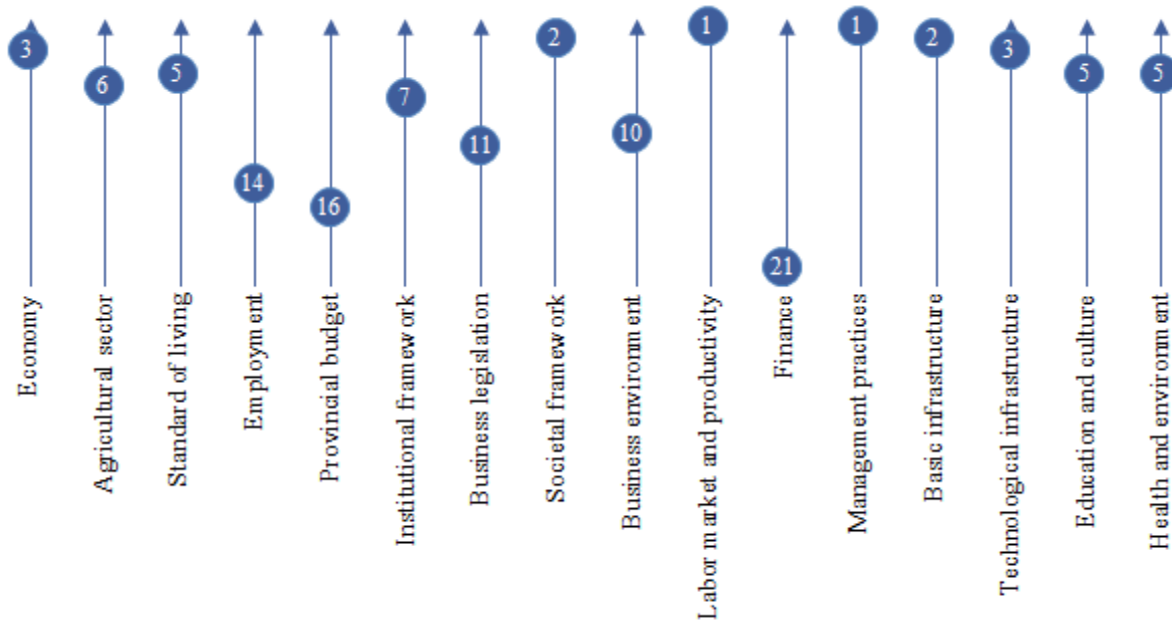 3
6
5
14
16
7
11
2
10
1
21
1
2
3
5
5
Economy
Agricultural sector
Standard of living
Employment
Provincial budget
Institutional framework
Business legislation
Societal framework
Business environment
Labor market and productivity
Finance
Management practices
Basic infrastructure
Technological infrastructure
Education and culture
Health and environment